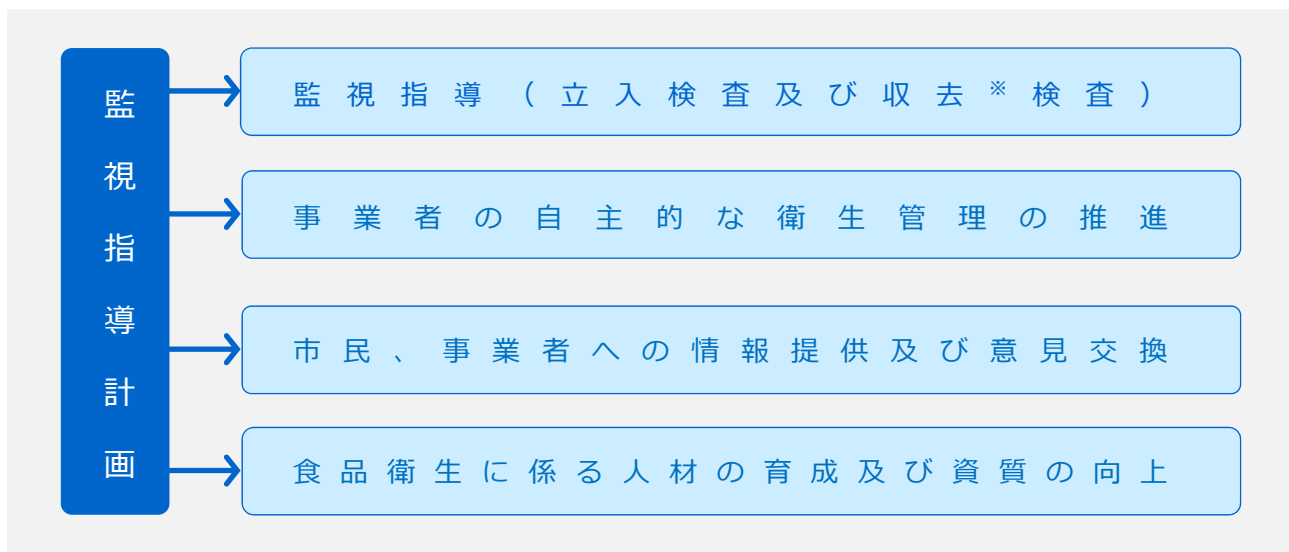 監視指導計画
監視指導(立入検査及び収去※検査)
事業者の自主的な衛生管理の推進
市民、事業者への情報提供及び意見交換
食品衛生に係る人材の育成及び資質の向上